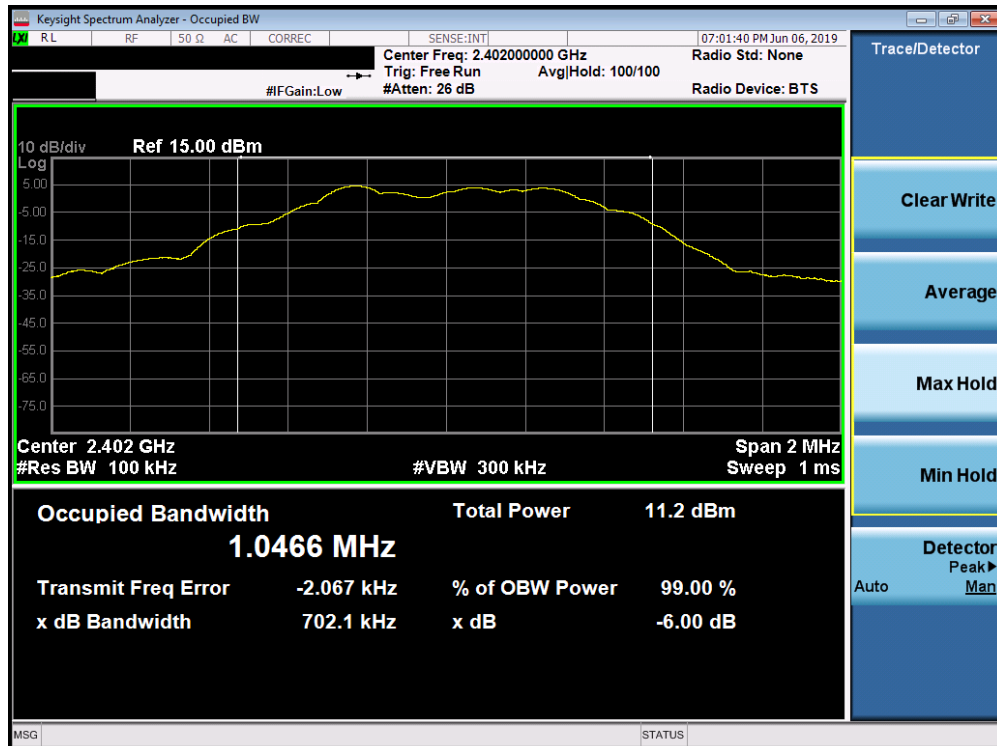 Keysight Spectrum Analyzer - Occupied BW
LXI RL RF 50 Ω AC CORREC SENSE:INT 07:01:40 PM Jun 06, 2019
Center Freq: 2.402000000 GHz Radio Std: None
Trig: Free Run Avg|Hold: 100/100
#IFGain:Low #Atten: 26 dB Radio Device: BTS
10 dB/div Ref 15.00 dBm
Log
5.00
-5.00
-15.0
-25.0
-35.0
-45.0
-55.0
-65.0
-75.0
Center 2.402 GHz Span 2 MHz
#Res BW 100 kHz #VBW 300 kHz Sweep 1 ms
Occupied Bandwidth Total Power 11.2 dBm
1.0466 MHz
Transmit Freq Error -2.067 kHz % of OBW Power 99.00 %
x dB Bandwidth 702.1 kHz x dB -6.00 dB
Trace/Detector
Clear Write
Average
Max Hold
Min Hold
Detector
Peak▶
Auto Man
MSG STATUS